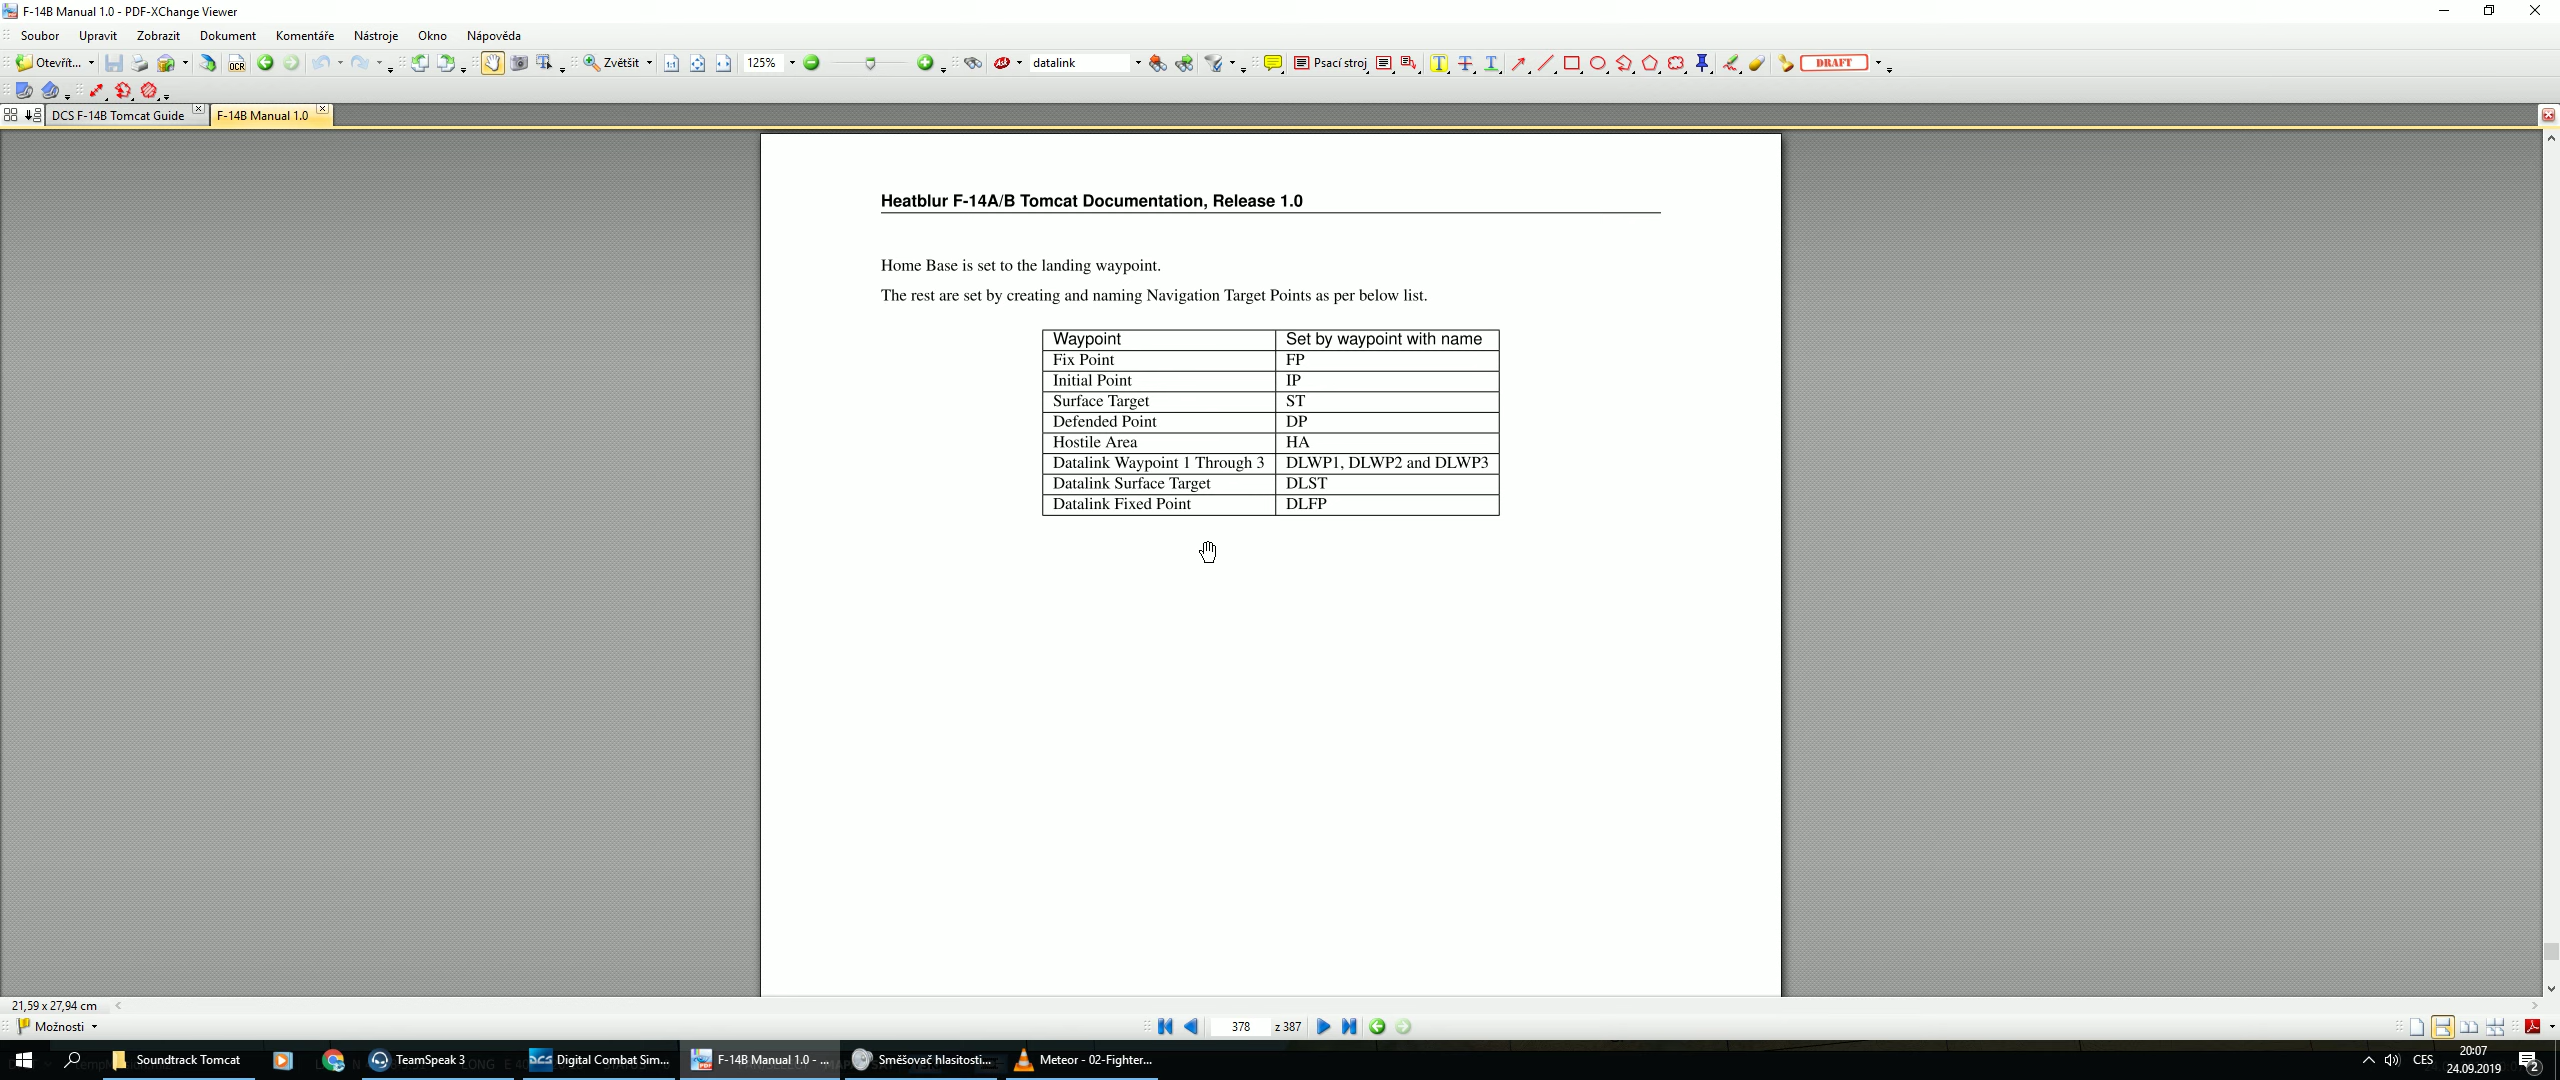 F-14B Manual 1.0 - PDF-XChange Viewer
Soubor Upravit Zobrazit Dokument Komentáře Nástroje Okno Nápověda
Otevřít... OCR Zvětšit 125% datalink Psací stroj DRAFT
DCS F-14B Tomcat Guide F-14B Manual 1.0
Heatblur F-14A/B Tomcat Documentation, Release 1.0
Home Base is set to the landing waypoint.
The rest are set by creating and naming Navigation Target Points as per below list.
Waypoint Set by waypoint with name
Fix Point FP
Initial Point IP
Surface Target ST
Defended Point DP
Hostile Area HA
Datalink Waypoint 1 Through 3 DLWP1, DLWP2 and DLWP3
Datalink Surface Target DLST
Datalink Fixed Point DLFP
21,59 x 27,94 cm
Možnosti 378 z 387
Soundtrack Tomcat TeamSpeak 3 DCS Digital Combat Sim... F-14B Manual 1.0 - ... Směšovač hlasitosti... Meteor - 02-Fighter... CES 20:07
24.09.2019 2